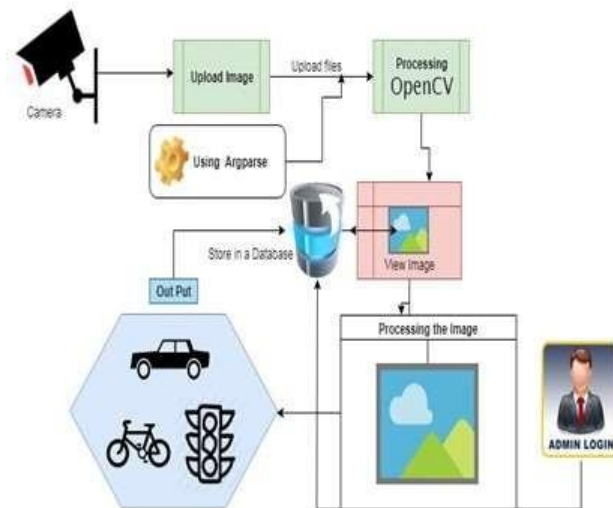 Camera
Upload Image
Upload files
Processing
OpenCV
Using Argparse
Store in a Database
View Image
Out Put
Processing the Image
ADMIN LOGIN